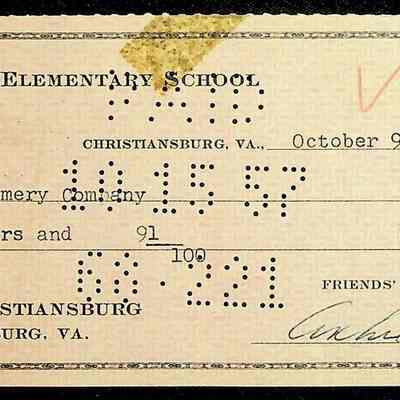 ELEMENTARY SCHOOL
PAID
CHRISTIANSBURG, VA., October 9
10 15 57
mery Company
rs and 91
100
68-221
FRIENDS'
STIANSBURG
URG, VA.